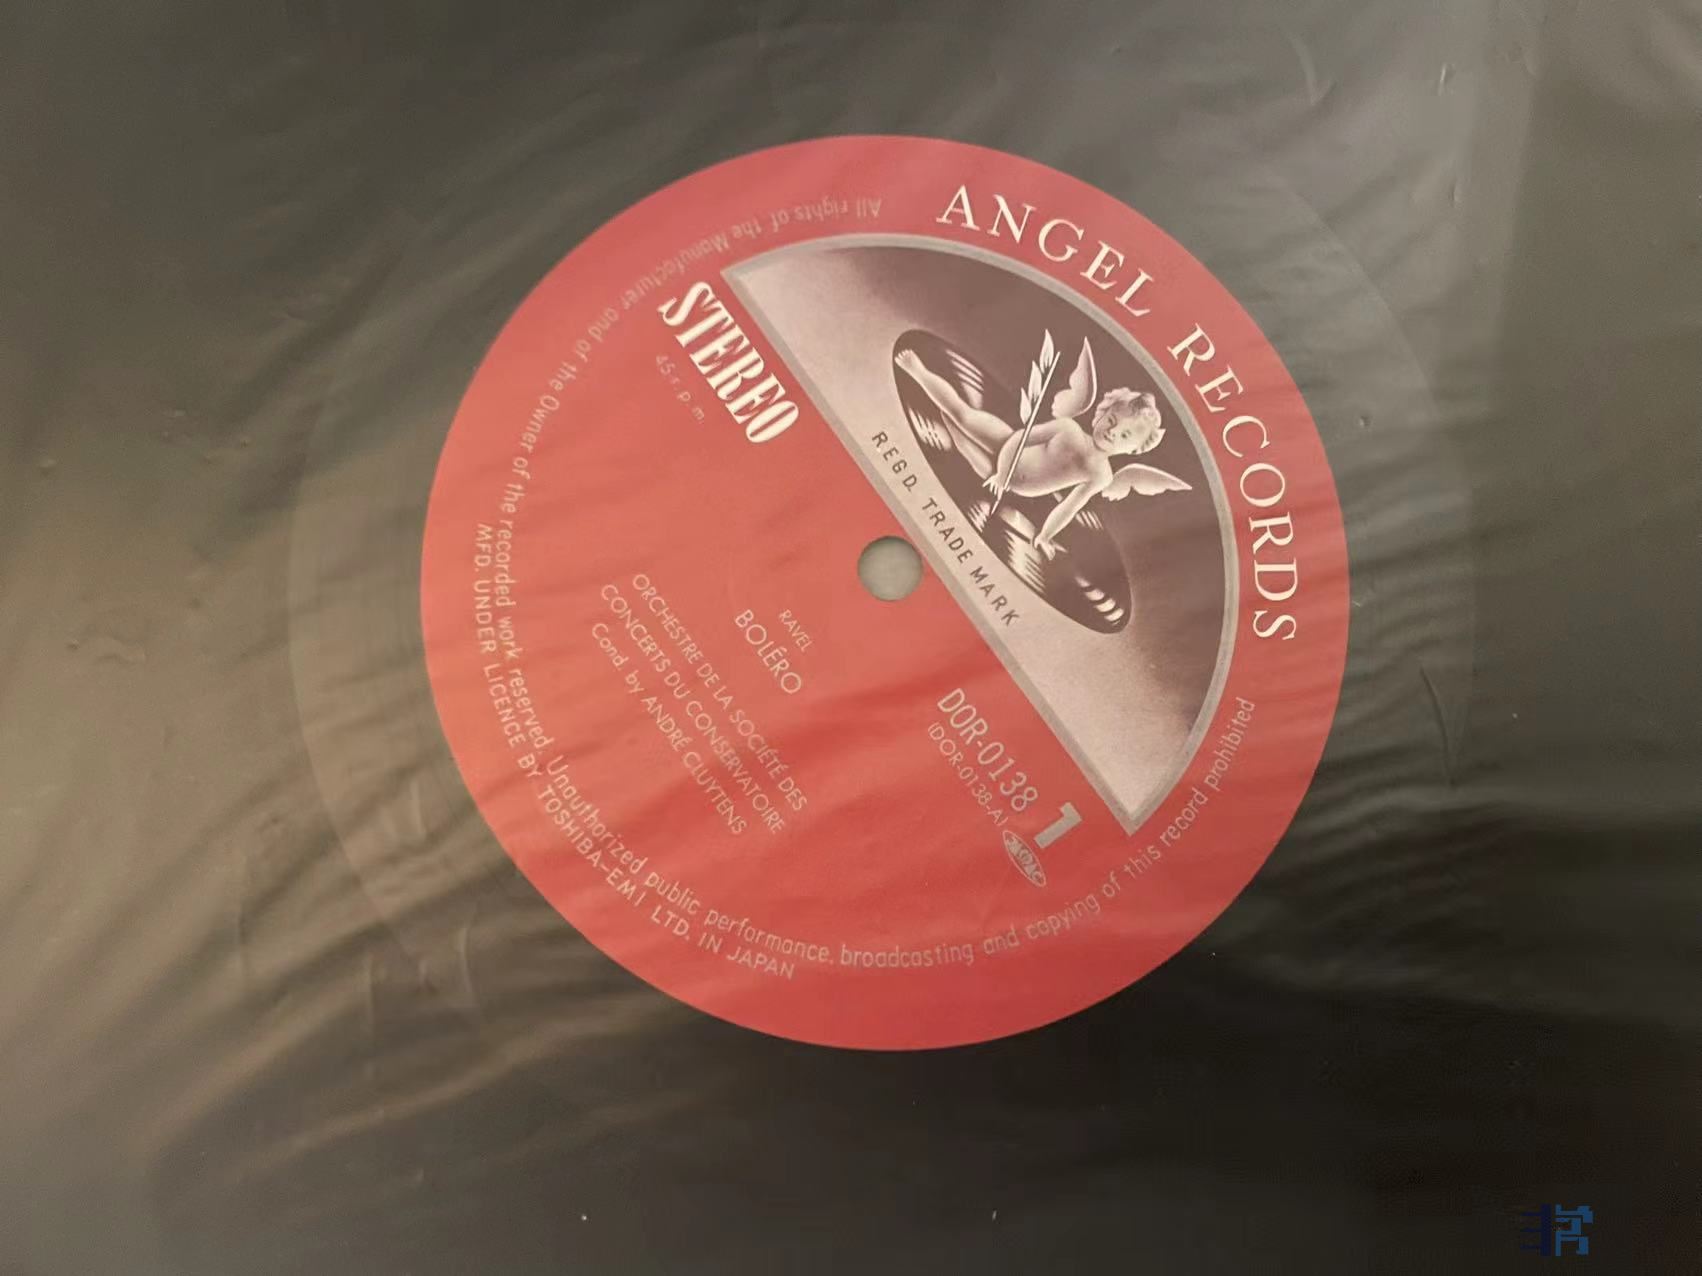 ANGEL RECORDS
REGD. TRADE MARK
STEREO
45 r.p.m.
DOR-0138
(DOR-0138-A)
1
JASRAC
RAVEL
BOLÉRO
ORCHESTRE DE LA SOCIÉTÉ DES
CONCERTS DU CONSERVATOIRE
Cond. by ANDRÉ CLUYTENS
All rights of the Manufacturer and of the Owner of the recorded work reserved. Unauthorized public performance, broadcasting and copying of this record prohibited
MFD. UNDER LICENCE BY TOSHIBA-EMI LTD. IN JAPAN